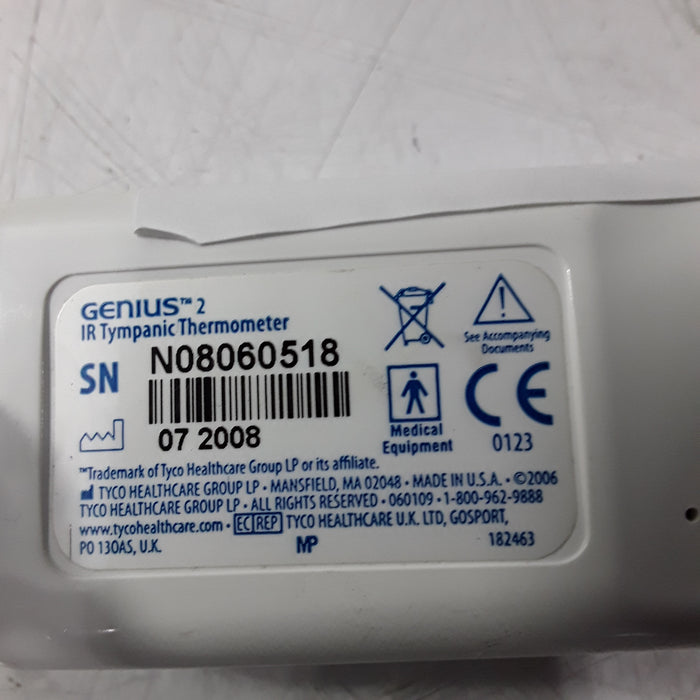 GENIUS™ 2
IR Tympanic Thermometer
SN N08060518
07 2008
See Accompanying
Documents
Medical
Equipment
CE
0123
™Trademark of Tyco Healthcare Group LP or its affiliate.
TYCO HEALTHCARE GROUP LP • MANSFIELD, MA 02048 • MADE IN U.S.A. • ©2006
TYCO HEALTHCARE GROUP LP • ALL RIGHTS RESERVED • 060109 • 1-800-962-9888
www.tycohealthcare.com • EC REP TYCO HEALTHCARE U.K. LTD, GOSPORT,
PO 130AS, U.K. MP 182463